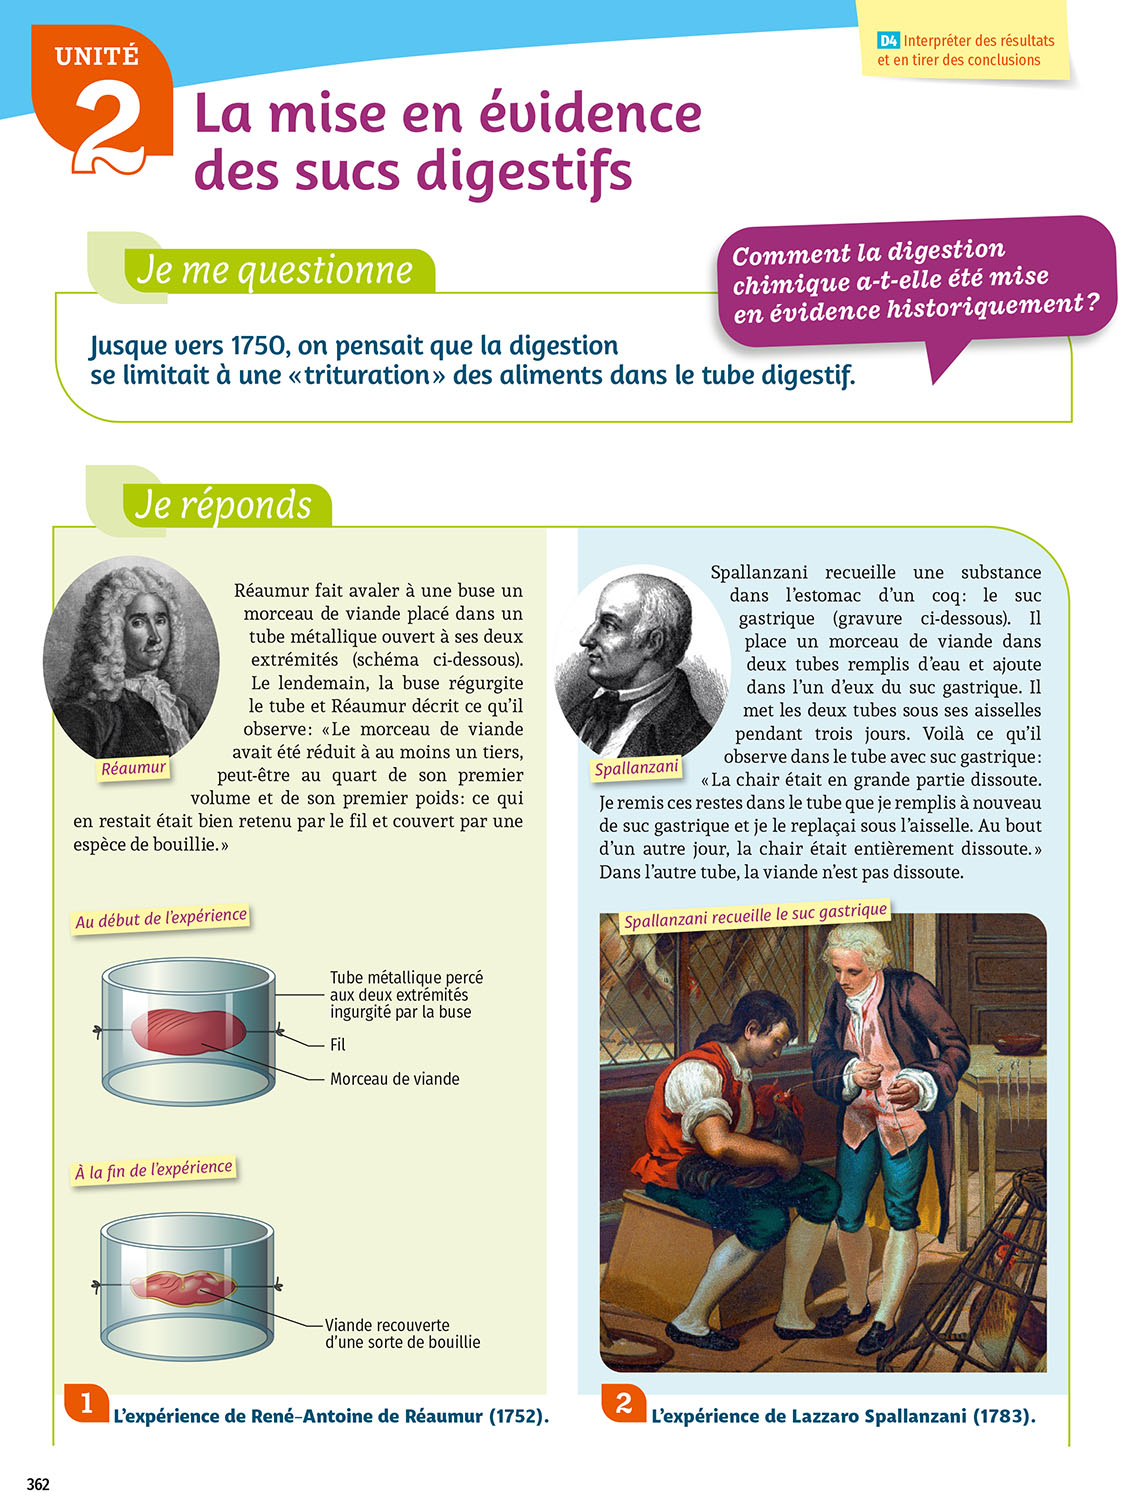 UNITÉ
2
La mise en évidence
des sucs digestifs
D4 Interpréter des résultats
et en tirer des conclusions
Je me questionne
Comment la digestion
chimique a-t-elle été mise
en évidence historiquement ?
Jusque vers 1750, on pensait que la digestion
se limitait à une « trituration » des aliments dans le tube digestif.
Je réponds
Réaumur fait avaler à une buse un
morceau de viande placé dans un
tube métallique ouvert à ses deux
extrémités (schéma ci-dessous).
Le lendemain, la buse régurgite
le tube et Réaumur décrit ce qu'il
observe : « Le morceau de viande
avait été réduit à au moins un tiers,
peut-être au quart de son premier
volume et de son premier poids : ce qui
en restait était bien retenu par le fil et couvert par une
espèce de bouillie. »
Réaumur
Au début de l'expérience
Tube métallique percé
aux deux extrémités
ingurgité par la buse
Fil
Morceau de viande
À la fin de l'expérience
Viande recouverte
d'une sorte de bouillie
1 L'expérience de René-Antoine de Réaumur (1752).
Spallanzani recueille une substance
dans l'estomac d'un coq : le suc
gastrique (gravure ci-dessous). Il
place un morceau de viande dans
deux tubes remplis d'eau et ajoute
dans l'un d'eux du suc gastrique. Il
met les deux tubes sous ses aisselles
pendant trois jours. Voilà ce qu'il
observe dans le tube avec suc gastrique :
« La chair était en grande partie dissoute.
Je remis ces restes dans le tube que je remplis à nouveau
de suc gastrique et je le replaçai sous l'aisselle. Au bout
d'un autre jour, la chair était entièrement dissoute. »
Dans l'autre tube, la viande n'est pas dissoute.
Spallanzani
Spallanzani recueille le suc gastrique
2 L'expérience de Lazzaro Spallanzani (1783).
362